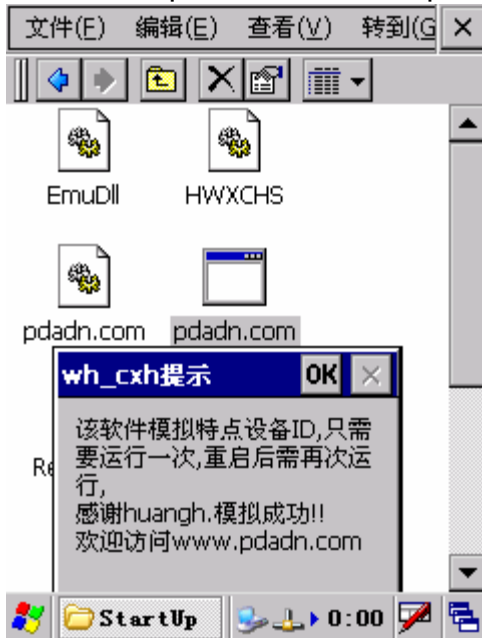 文件(F) 编辑(E) 查看(V) 转到(G
EmuDll HWXCHS
pdadn.com pdadn.com
wh_cxh提示 OK
Re
该软件模拟特点设备ID,只需
要运行一次,重启后需再次运
行,
感谢huangh.模拟成功!!
欢迎访问www.pdadn.com
StartUp 0:00